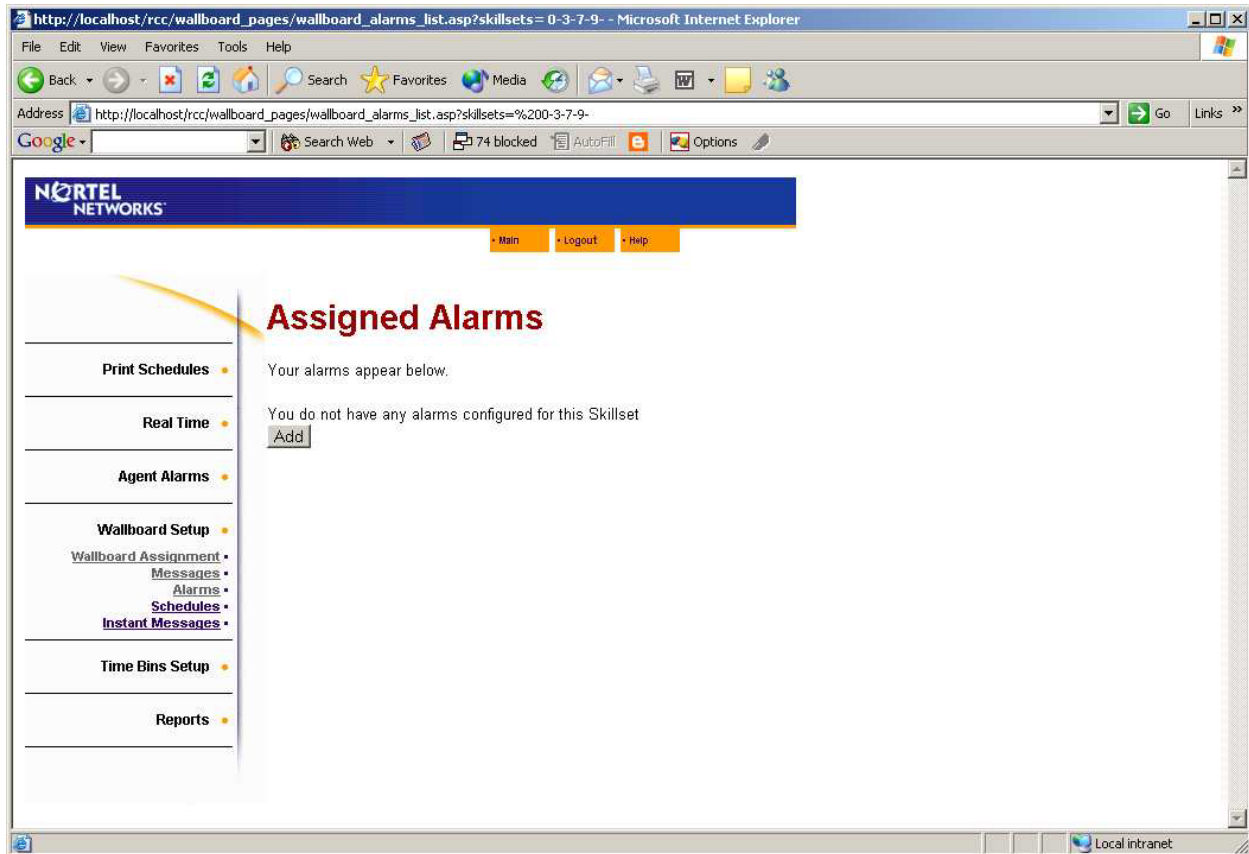 http://localhost/rcc/wallboard_pages/wallboard_alarms_list.asp?skillsets= 0-3-7-9- - Microsoft Internet Explorer
File Edit View Favorites Tools Help
Back Search Favorites Media
Address http://localhost/rcc/wallboard_pages/wallboard_alarms_list.asp?skillsets=%200-3-7-9- Go Links »
Google Search Web 74 blocked AutoFill Options
NORTEL
NETWORKS
• Main • Logout • Help
Assigned Alarms
Print Schedules •
Your alarms appear below.
Real Time •
You do not have any alarms configured for this Skillset
Add
Agent Alarms •
Wallboard Setup •
Wallboard Assignment •
Messages •
Alarms •
Schedules •
Instant Messages •
Time Bins Setup •
Reports •
Local intranet